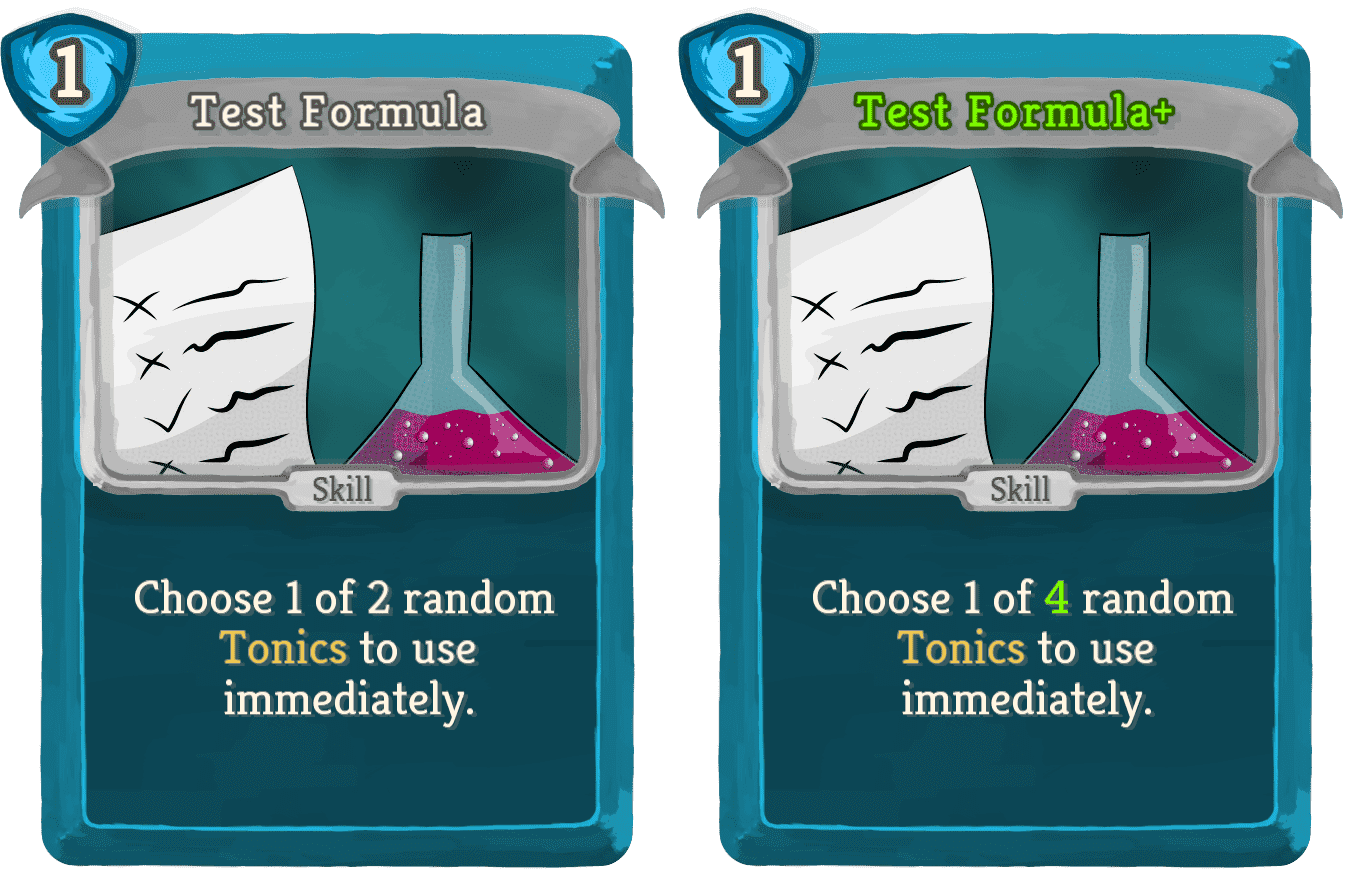 1
Test Formula
Skill
Choose 1 of 2 random
Tonics to use
immediately.
1
Test Formula+
Skill
Choose 1 of 4 random
Tonics to use
immediately.